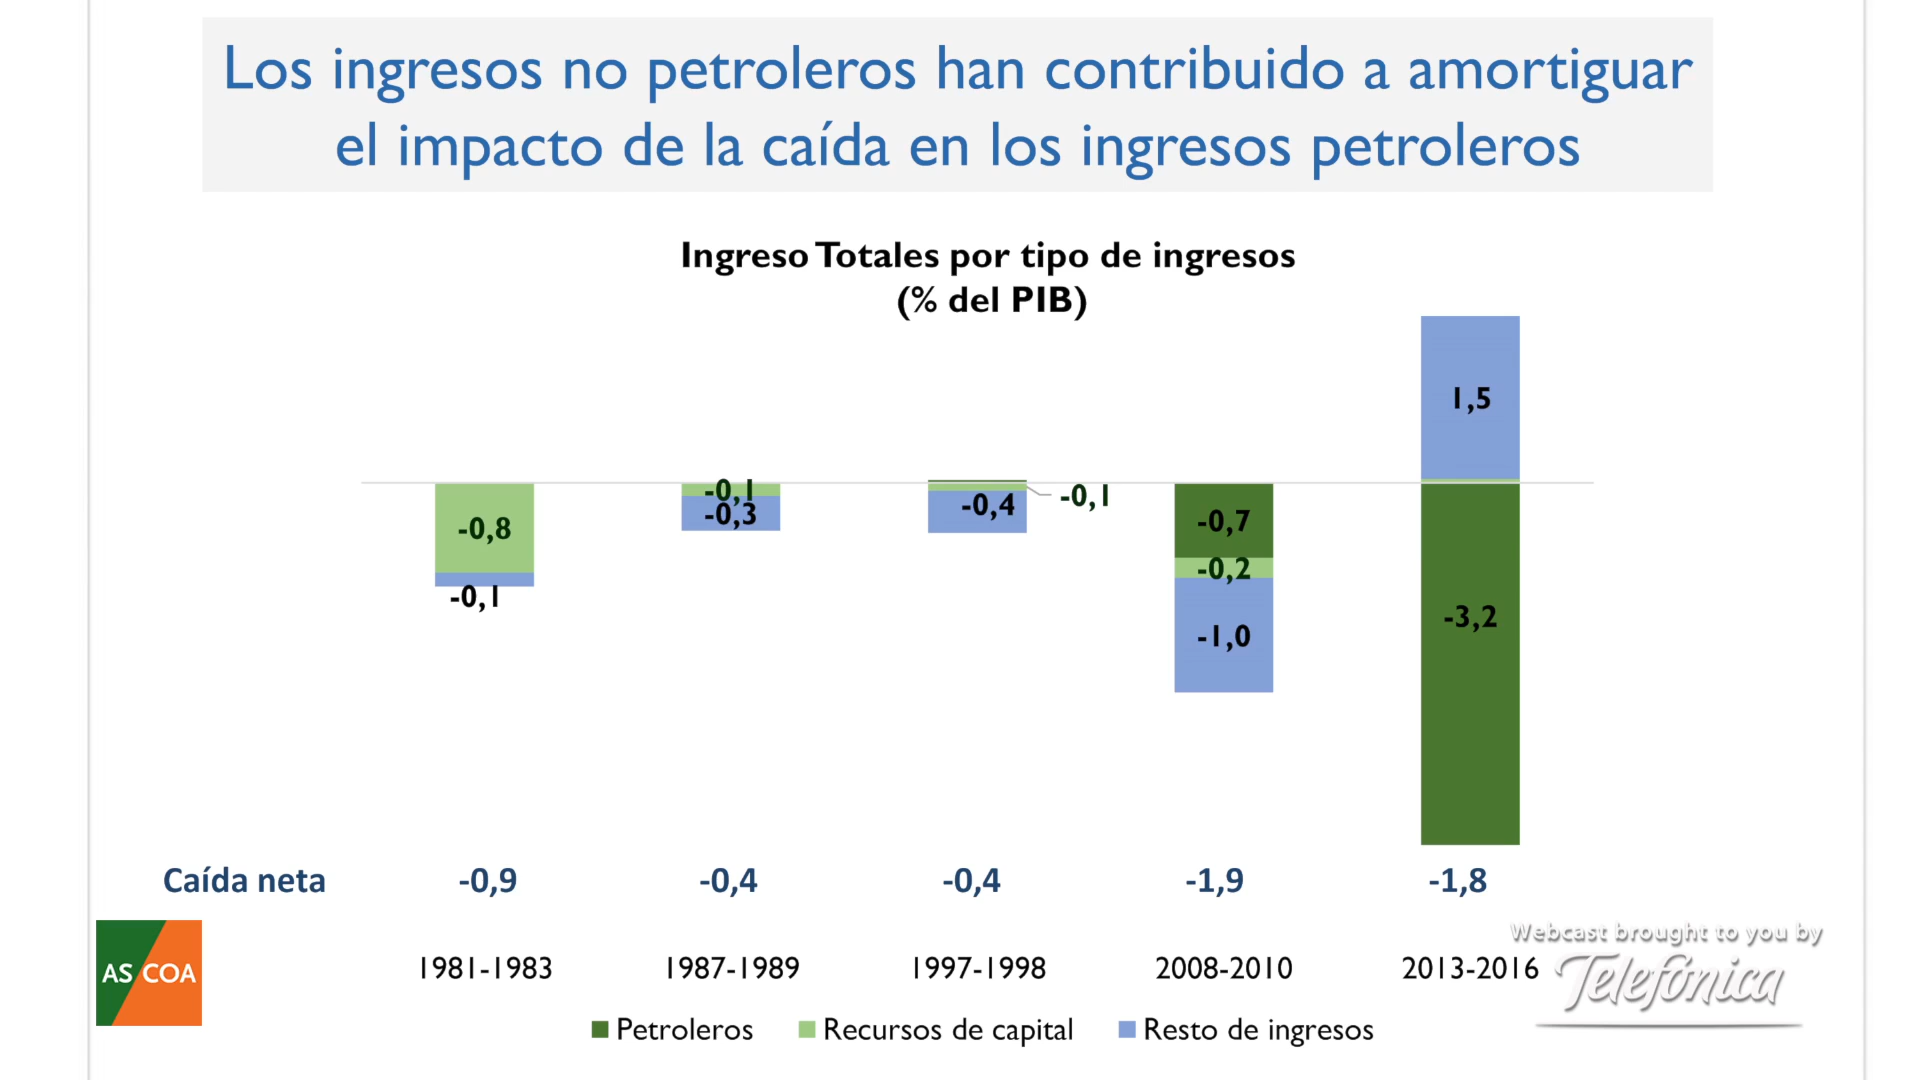 Los ingresos no petroleros han contribuido a amortiguar
el impacto de la caída en los ingresos petroleros
Ingreso Totales por tipo de ingresos
(% del PIB)
1,5
-0,8
-0,1
-0,1
-0,3
-0,4
-0,1
-0,7
-0,2
-1,0
-3,2
Caída neta -0,9 -0,4 -0,4 -1,9 -1,8
1981-1983 1987-1989 1997-1998 2008-2010 2013-2016
Petroleros Recursos de capital Resto de ingresos
AS COA
Webcast brought to you by
Telefónica